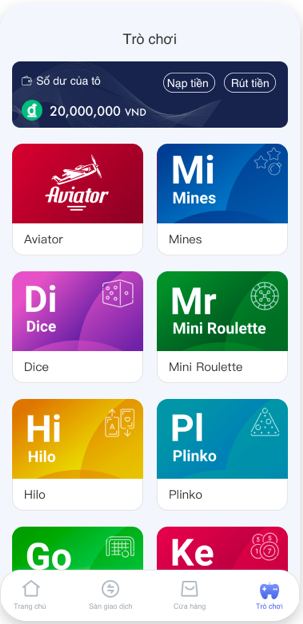 Trò chơi
Số dư của tô
Nạp tiền
Rút tiền
20,000,000 VND
Aviator
Aviator
Mi
Mines
Mines
Di
Dice
Dice
Mr
Mini Roulette
Mini Roulette
Hi
Hilo
Hilo
Pl
Plinko
Plinko
Go
Ke
Trang chủ
Sàn giao dịch
Cửa hàng
Trò chơi